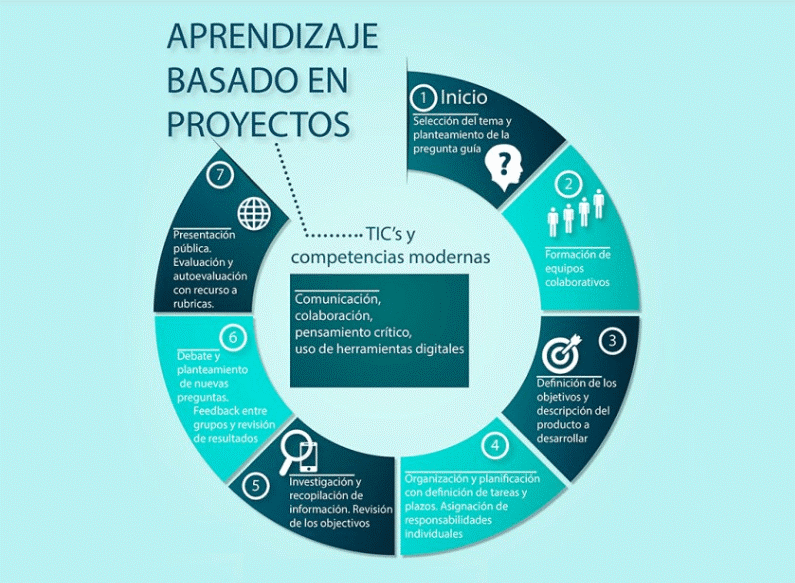 APRENDIZAJE
BASADO EN
PROYECTOS
1 Inicio
Selección del tema y
planteamiento de la
pregunta guía
?
2
Formación de
equipos
colaborativos
3
Definición de los
objetivos y
descripción del
producto a
desarrollar
4
Organización y planificación
con definición de tareas y
plazos. Asignación de
responsabilidades
individuales
5
Investigación y
recopilación de
información. Revisión
de los objetivos
6
Debate y
planteamiento
de nuevas
preguntas.
Feedback entre
grupos y revisión
de resultados
7
Presentación
pública.
Evaluación y
autoevaluación
con recurso a
rubricas.
TIC's y
competencias modernas
Comunicación,
colaboración,
pensamiento crítico,
uso de herramientas digitales